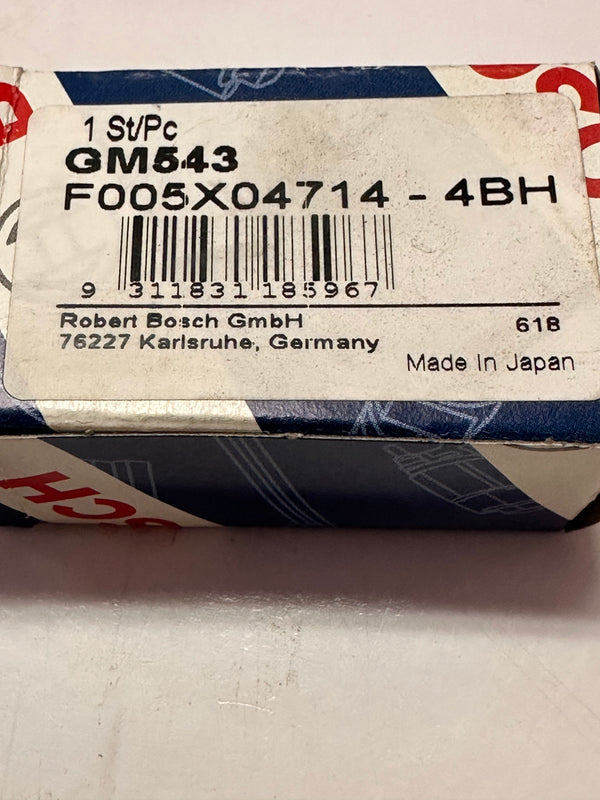 1 St/Pc
GM543
F005X04714 - 4BH
9 311831 185967
Robert Bosch GmbH
618
76227 Karlsruhe, Germany
Made In Japan